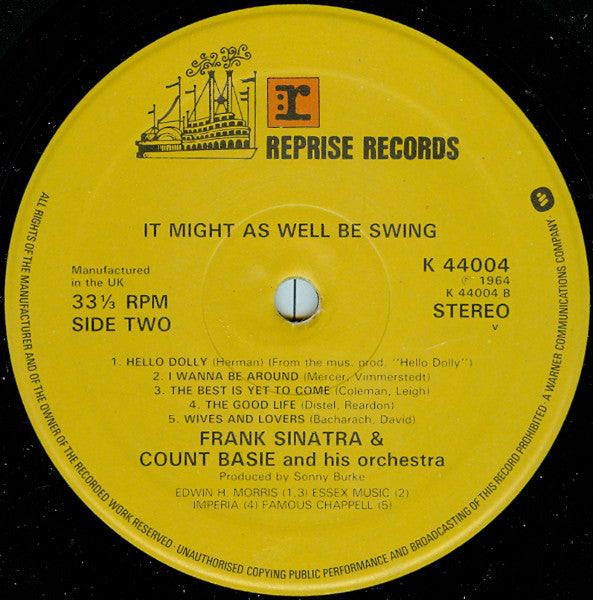 r
REPRISE RECORDS
IT MIGHT AS WELL BE SWING
Manufactured
in the UK
33⅓ RPM
SIDE TWO
K 44004
℗ 1964
K 44004 B
STEREO
V
1. HELLO DOLLY (Herman) (From the mus. prod. "Hello Dolly")
2. I WANNA BE AROUND (Mercer, Vimmerstedt)
3. THE BEST IS YET TO COME (Coleman, Leigh)
4. THE GOOD LIFE (Distel, Reardon)
5. WIVES AND LOVERS (Bacharach, David)
FRANK SINATRA &
COUNT BASIE and his orchestra
Produced by Sonny Burke
EDWIN H. MORRIS (1,3) ESSEX MUSIC (2)
IMPERIA (4) FAMOUS CHAPPELL (5)
ALL RIGHTS OF THE MANUFACTURER AND OF THE OWNER OF THE RECORDED WORK RESERVED · UNAUTHORISED COPYING PUBLIC PERFORMANCE AND BROADCASTING OF THIS RECORD PROHIBITED · A WARNER COMMUNICATIONS COMPANY ·